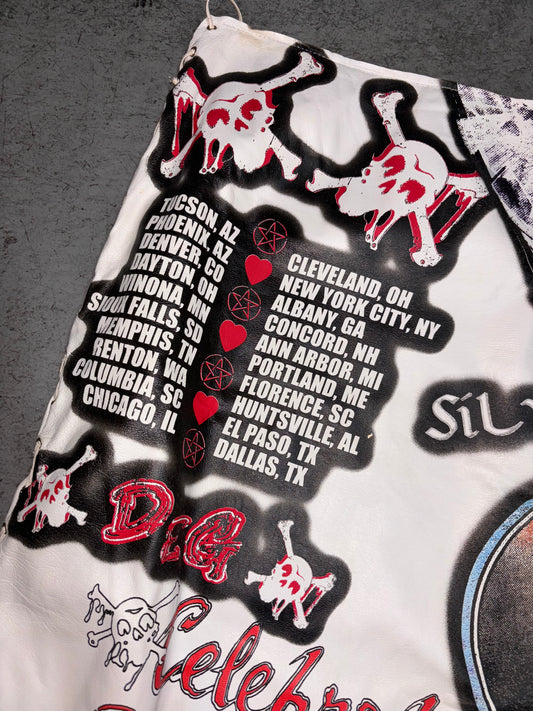 TUCSON, AZ
PHOENIX, AZ
DENVER, CO
DAYTON, OH
WINONA, MN
SIOUX FALLS, SD
MEMPHIS, TN
RENTON, WA
COLUMBIA, SC
CHICAGO, IL
CLEVELAND, OH
NEW YORK CITY, NY
ALBANY, GA
CONCORD, NH
ANN ARBOR, MI
PORTLAND, ME
FLORENCE, SC
HUNTSVILLE, AL
EL PASO, TX
DALLAS, TX
SiL
DeG